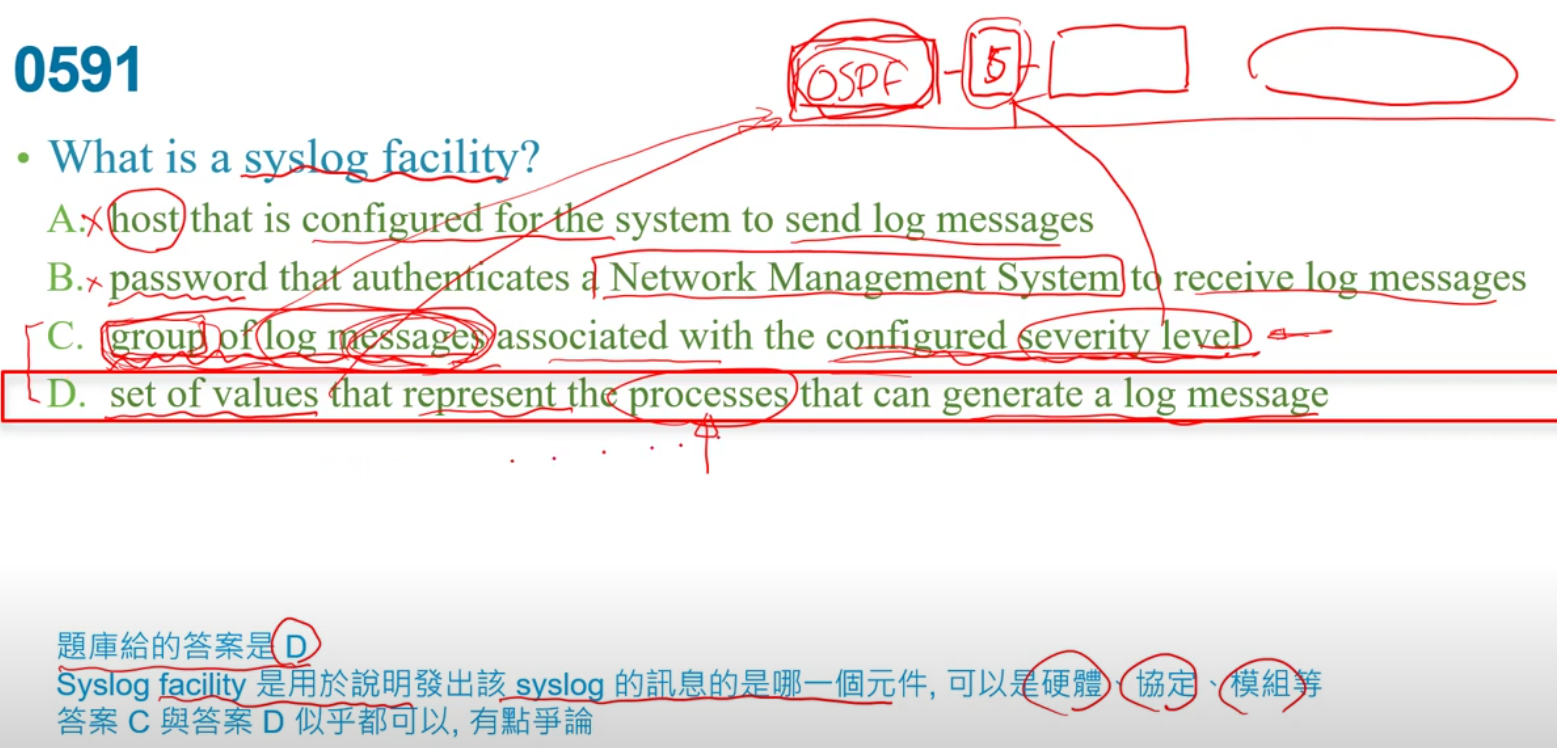 0591
OSPF - 5 -
• What is a syslog facility?
A. host that is configured for the system to send log messages
B. password that authenticates a Network Management System to receive log messages
C. group of log messages associated with the configured severity level
D. set of values that represent the processes that can generate a log message
題庫給的答案是 D
Syslog facility 是用於說明發出該 syslog 的訊息的是哪一個元件, 可以是硬體、協定、模組等
答案 C 與答案 D 似乎都可以, 有點爭論